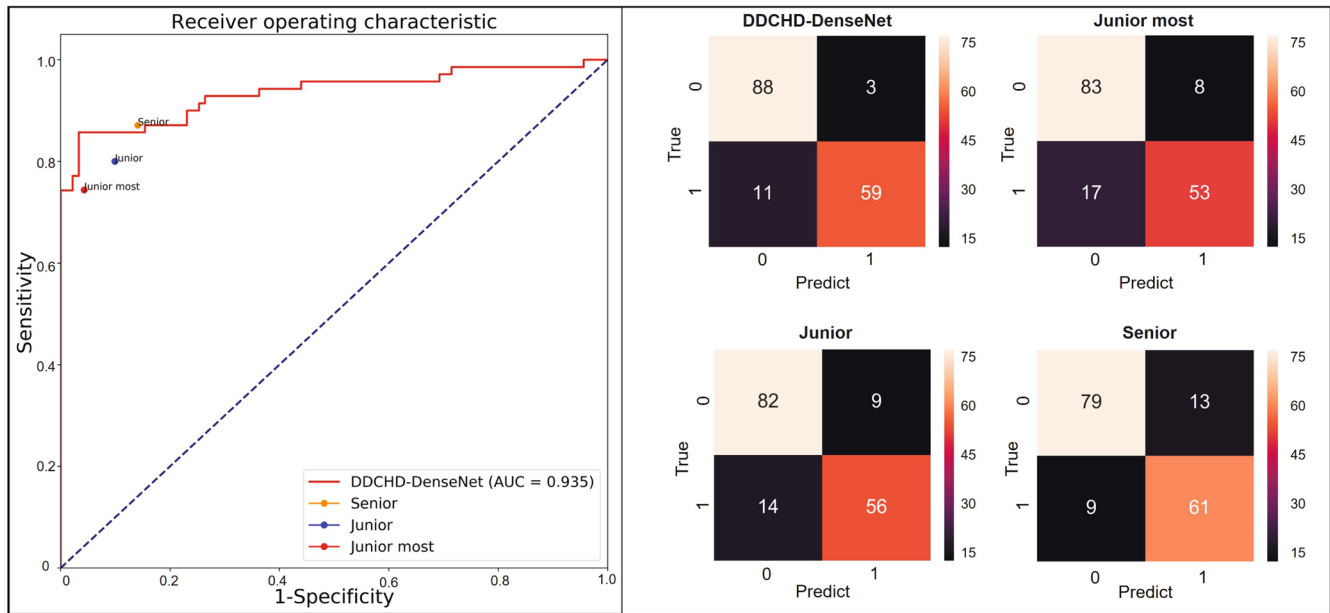 Receiver operating characteristic
1.0
0.8
0.6
0.4
0.2
0
0 0.2 0.4 0.6 0.8 1.0
Sensitivity
1-Specificity
Senior
Junior
Junior most
DDCHD-DenseNet (AUC = 0.935)
Senior
Junior
Junior most
DDCHD-DenseNet
88 3
11 59
0
1
True
0 1
Predict
75
60
45
30
15
Junior most
83 8
17 53
0
1
True
0 1
Predict
75
60
45
30
15
Junior
82 9
14 56
0
1
True
0 1
Predict
75
60
45
30
15
Senior
79 13
9 61
0
1
True
0 1
Predict
75
60
45
30
15